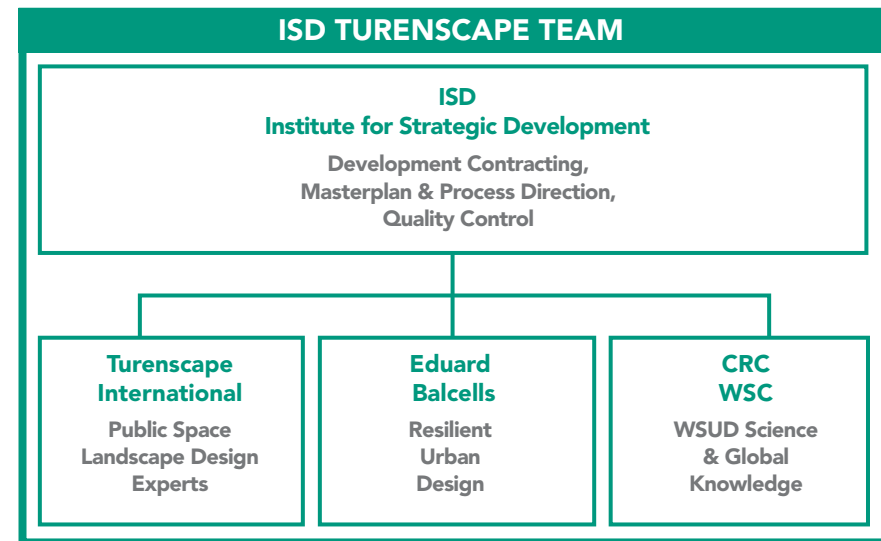 ISD TURENSCAPE TEAM
ISD
Institute for Strategic Development
Development Contracting,
Masterplan & Process Direction,
Quality Control
Turenscape
International
Public Space
Landscape Design
Experts
Eduard
Balcells
Resilient
Urban
Design
CRC
WSC
WSUD Science
& Global
Knowledge